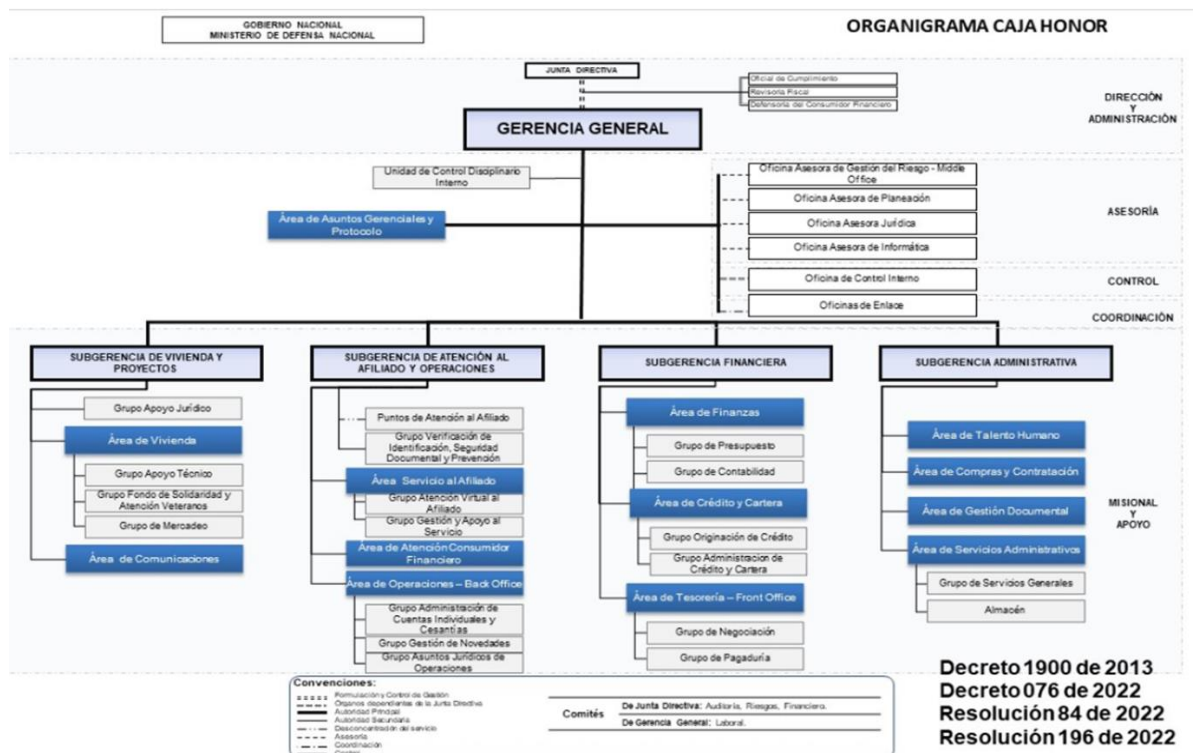 GOBIERNO NACIONAL
MINISTERIO DE DEFENSA NACIONAL
ORGANIGRAMA CAJA HONOR
JUNTA DIRECTIVA
Oficial de Cumplimiento
Revisoria Fiscal
Defensoría del Consumidor Financiero
DIRECCIÓN
Y
ADMINISTRACIÓN
GERENCIA GENERAL
Unidad de Control Disciplinario
Interno
Área de Asuntos Gerenciales y
Protocolo
Oficina Asesora de Gestión del Riesgo - Middle
Office
Oficina Asesora de Planeación
Oficina Asesora Jurídica
Oficina Asesora de Informática
ASESORÍA
Oficina de Control Interno
CONTROL
Oficinas de Enlace
COORDINACIÓN
SUBGERENCIA DE VIVIENDA Y
PROYECTOS
Grupo Apoyo Jurídico
Área de Vivienda
Grupo Apoyo Técnico
Grupo Fondo de Solidaridad y
Atención Veteranos
Grupo de Mercadeo
Área de Comunicaciones
SUBGERENCIA DE ATENCIÓN AL
AFILIADO Y OPERACIONES
Puntos de Atención al Afiliado
Grupo Verificación de
Identificación, Seguridad
Documental y Prevención
Área Servicio al Afiliado
Grupo Atención Virtual al
Afiliado
Grupo Gestión y Apoyo al
Servicio
Área de Atención Consumidor
Financiero
Área de Operaciones – Back Office
Grupo Administración de
Cuentas Individuales y
Cesantías
Grupo Gestión de Novedades
Grupo Asuntos Jurídicos de
Operaciones
SUBGERENCIA FINANCIERA
Área de Finanzas
Grupo de Presupuesto
Grupo de Contabilidad
Área de Crédito y Cartera
Grupo Originación de Crédito
Grupo Administracion de
Crédito y Cartera
Área de Tesorería – Front Office
Grupo de Negociación
Grupo de Pagaduría
SUBGERENCIA ADMINISTRATIVA
Área de Talento Humano
Área de Compras y Contratación
Área de Gestión Documental
Área de Servicios Administrativos
Grupo de Servicios Generales
Almacén
MISIONAL
Y
APOYO
Convenciones:
Formulación y Control de Gestión
Órganos dependientes de la Junta Directiva
Autoridad Principal
Autoridad Secundaria
Desconcentración del servicio
Asesoría
Coordinación
Control
Comités
De Junta Directiva: Auditoría, Riesgos, Financiero.
De Gerencia General: Laboral.
Decreto 1900 de 2013
Decreto 076 de 2022
Resolución 84 de 2022
Resolución 196 de 2022